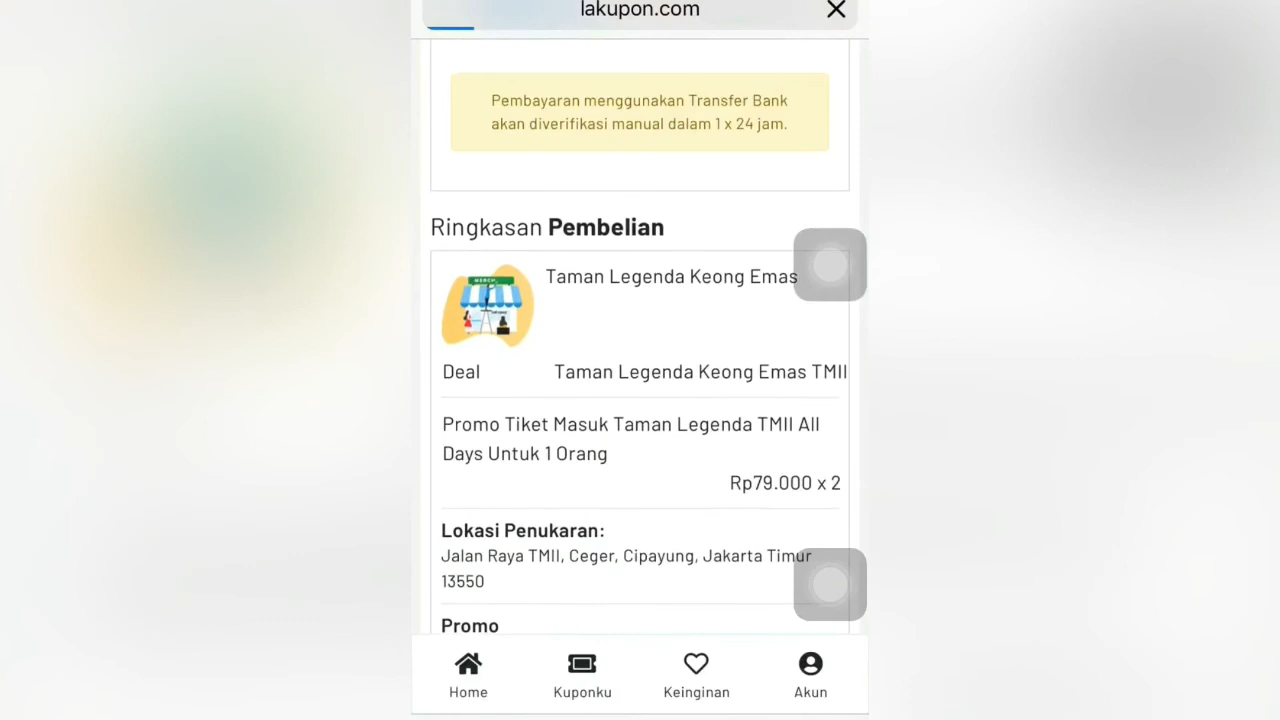 lakupon.com
Pembayaran menggunakan Transfer Bank
akan diverifikasi manual dalam 1 x 24 jam.
Ringkasan Pembelian
MERCH
Taman Legenda Keong Emas
Deal Taman Legenda Keong Emas TMII
Promo Tiket Masuk Taman Legenda TMII All
Days Untuk 1 Orang
Rp79.000 x 2
Lokasi Penukaran:
Jalan Raya TMII, Ceger, Cipayung, Jakarta Timur
13550
Promo
Home Kuponku Keinginan Akun